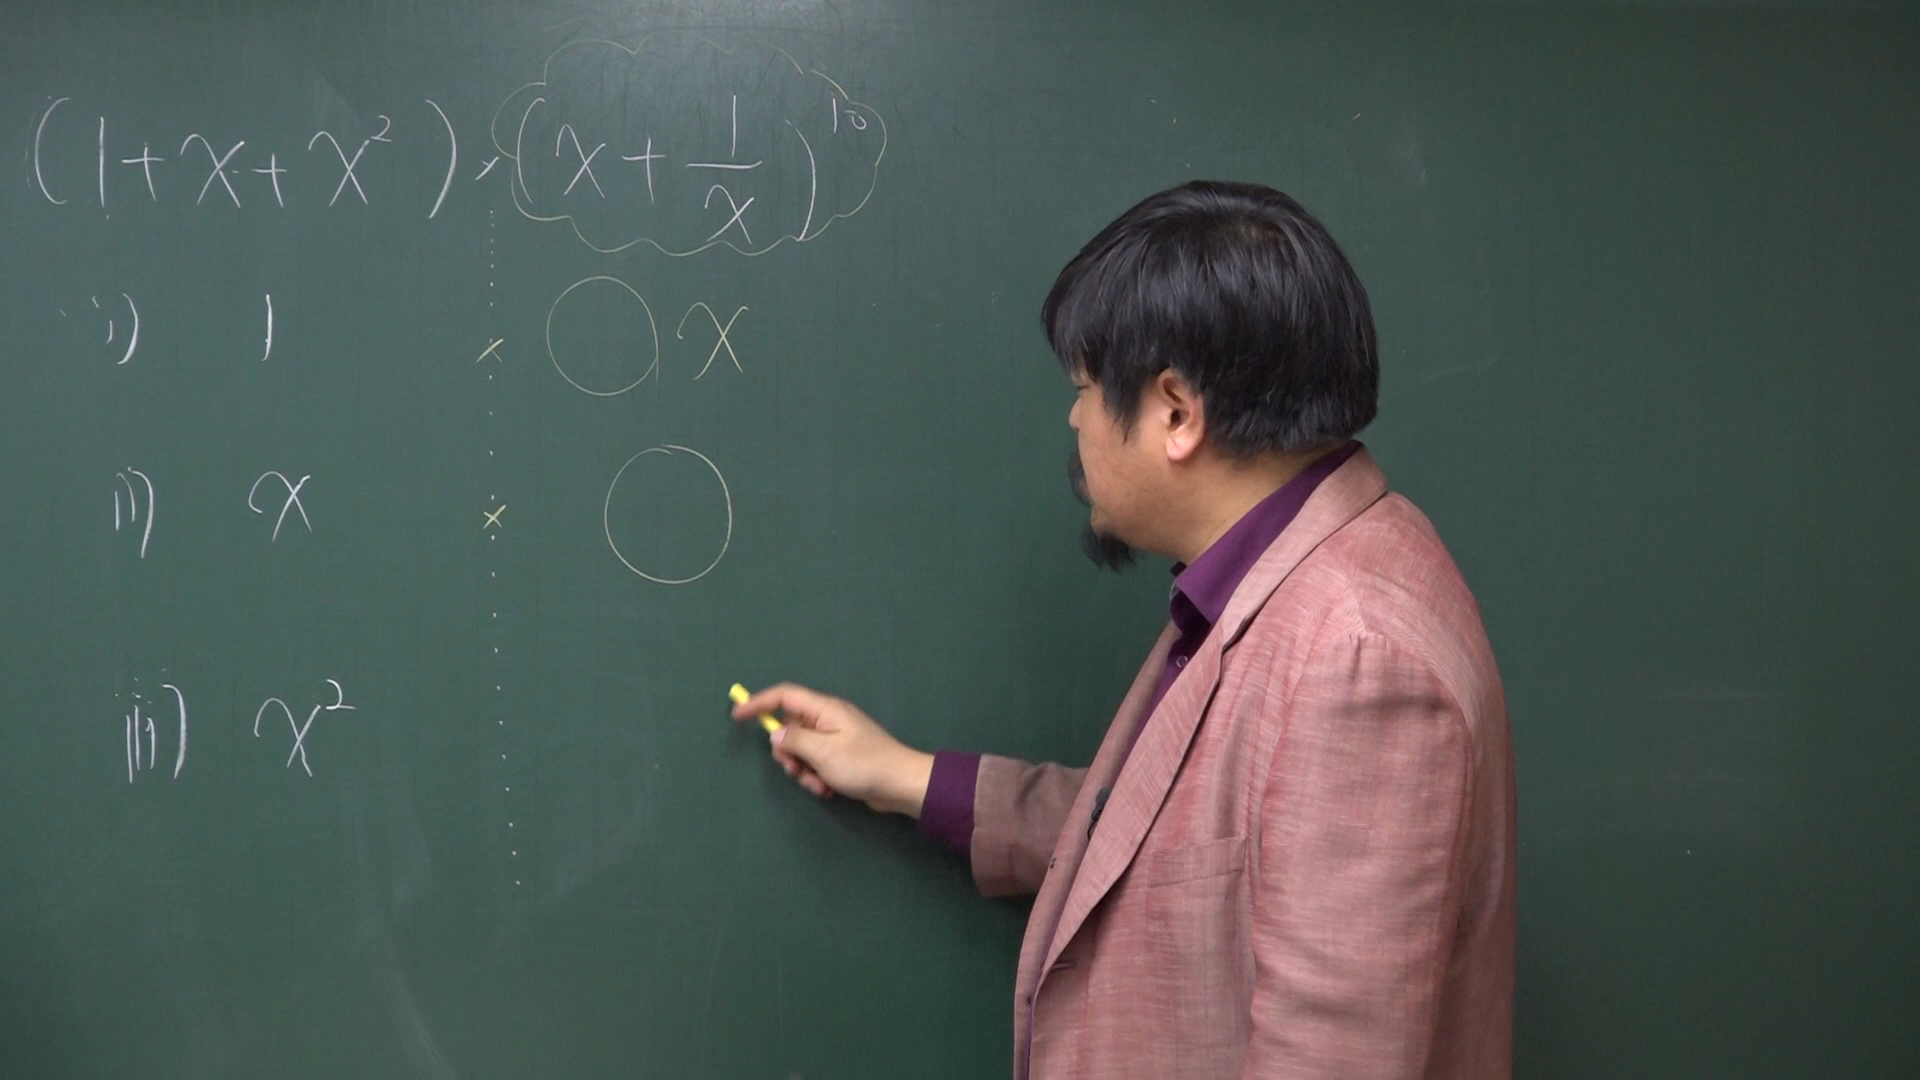 (1+x+x²)×(x+1/x)¹⁰
i) 1 × ○x
ii) x × ○
iii) x²